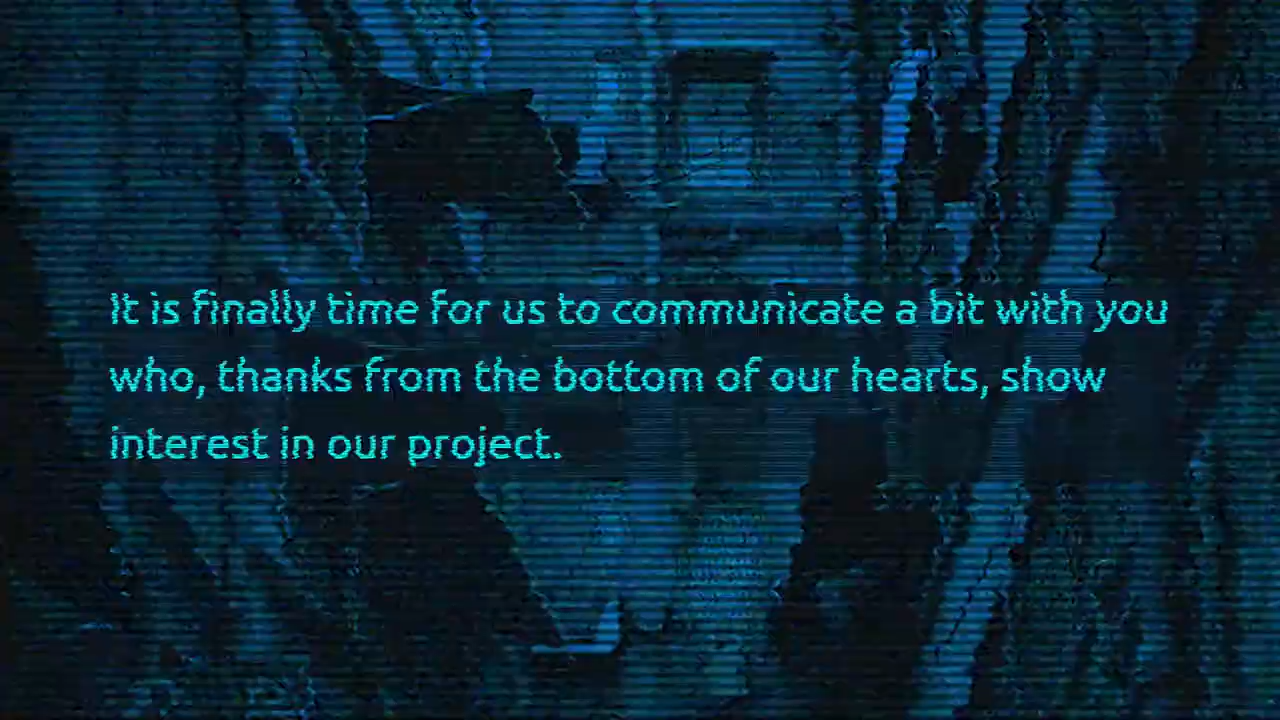 It is finally time for us to communicate a bit with you
who, thanks from the bottom of our hearts, show
interest in our project.